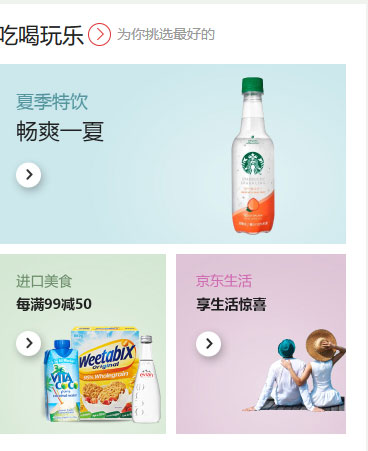 吃喝玩乐 为你挑选最好的
夏季特饮
畅爽一夏
进口美食
每满99减50
京东生活
享生活惊喜
Weetabix
original
VITA
COCO
evian